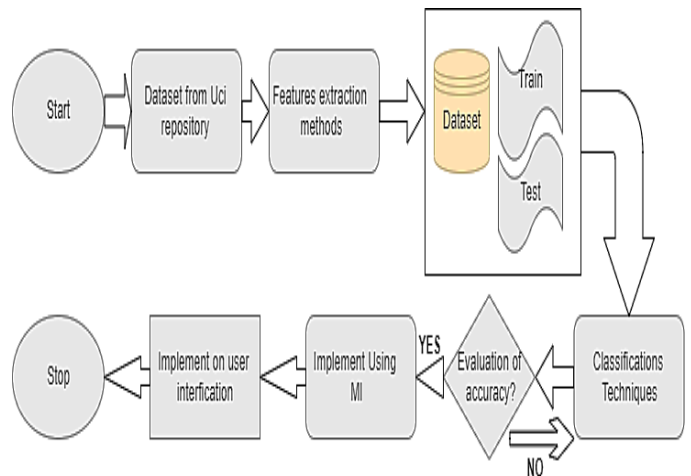 Start
Dataset from Uci
repository
Features extraction
methods
Dataset
Train
Test
Classifications
Techniques
Evaluation of
accuracy?
YES
NO
Implement Using
MI
Implement on user
interfication
Stop